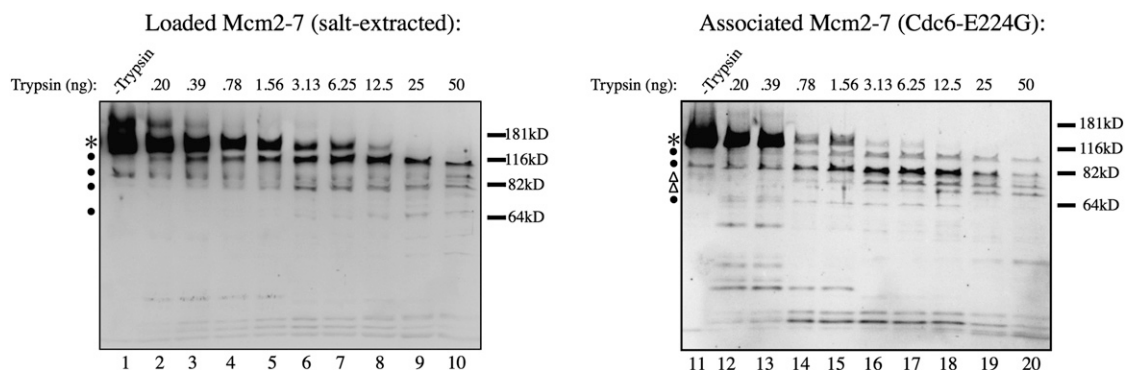 Loaded Mcm2-7 (salt-extracted):
-Trypsin
Trypsin (ng): .20 .39 .78 1.56 3.13 6.25 12.5 25 50
*
181kD
116kD
82kD
64kD
1 2 3 4 5 6 7 8 9 10
Associated Mcm2-7 (Cdc6-E224G):
-Trypsin
Trypsin (ng): .20 .39 .78 1.56 3.13 6.25 12.5 25 50
*
181kD
116kD
82kD
64kD
11 12 13 14 15 16 17 18 19 20